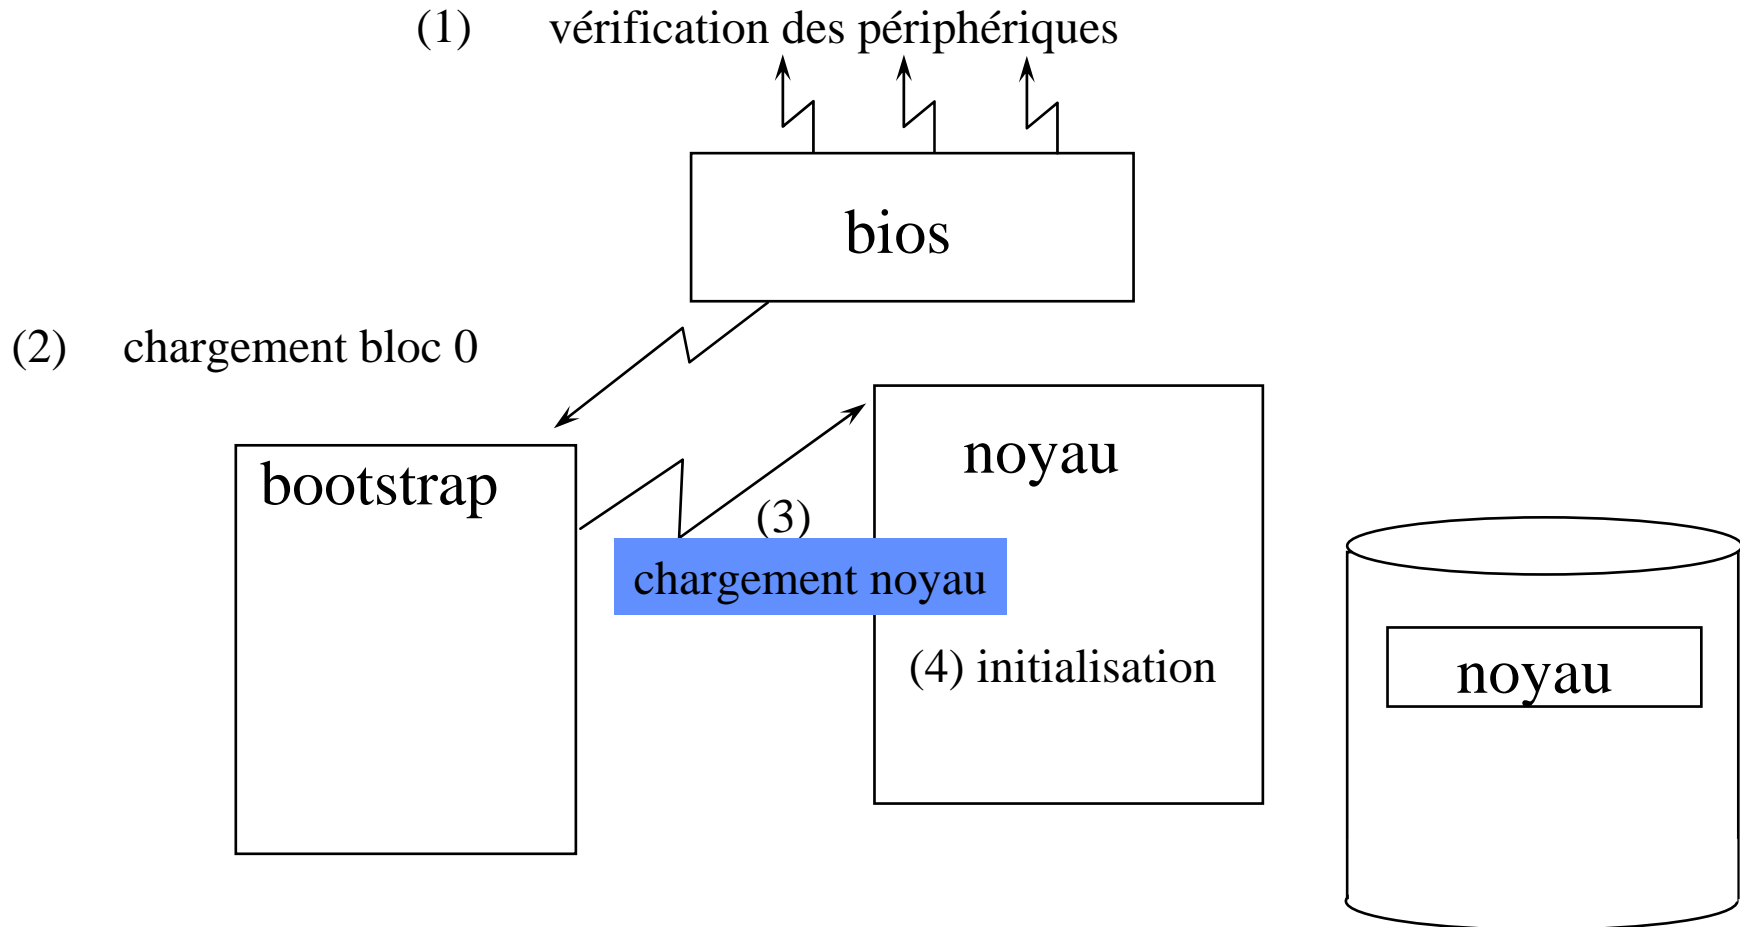 (1) vérification des périphériques
bios
(2) chargement bloc 0
bootstrap
noyau
(3)
chargement noyau
(4) initialisation
noyau